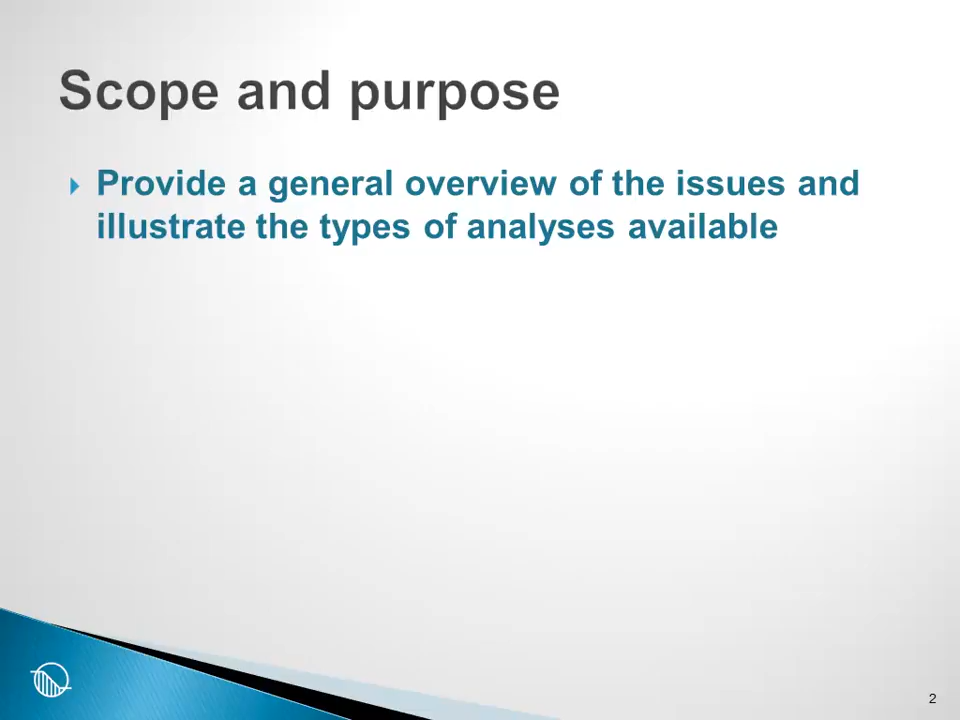 Scope and purpose
Provide a general overview of the issues and
illustrate the types of analyses available
2